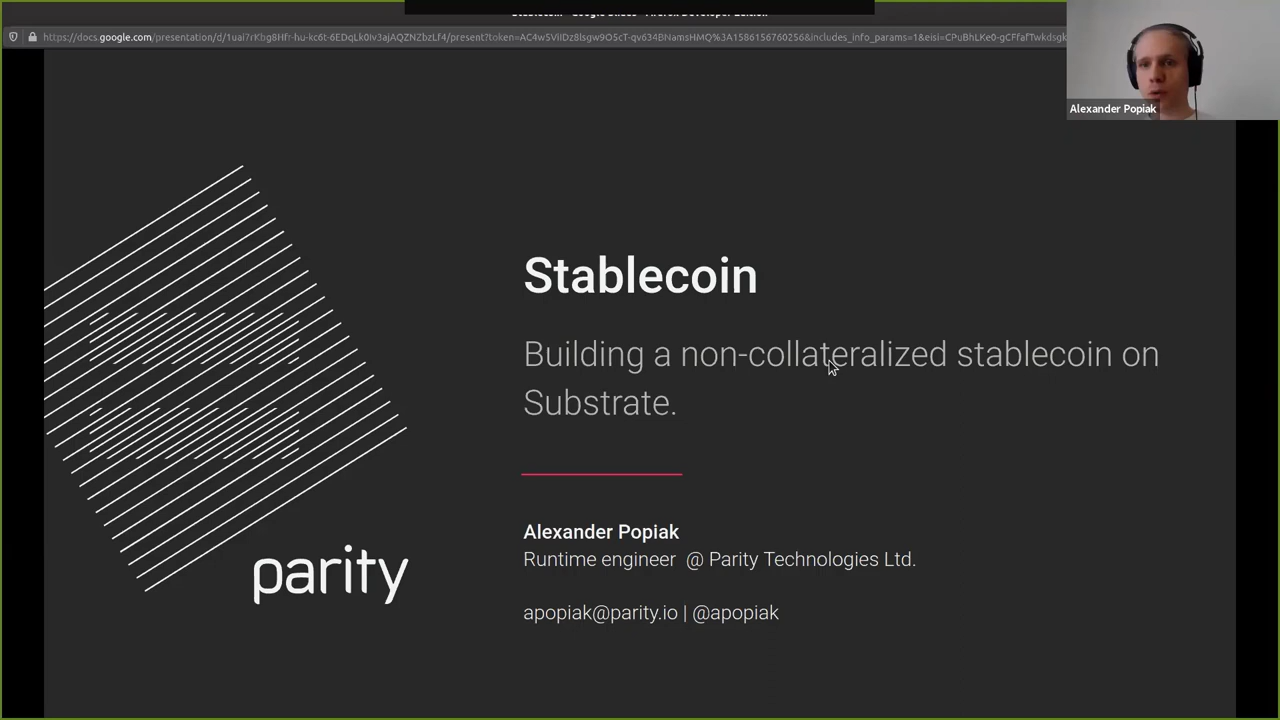 Alexander Popiak
Stablecoin
Building a non-collateralized stablecoin on
Substrate.
Alexander Popiak
Runtime engineer @ Parity Technologies Ltd.
apopiak@parity.io | @apopiak
parity